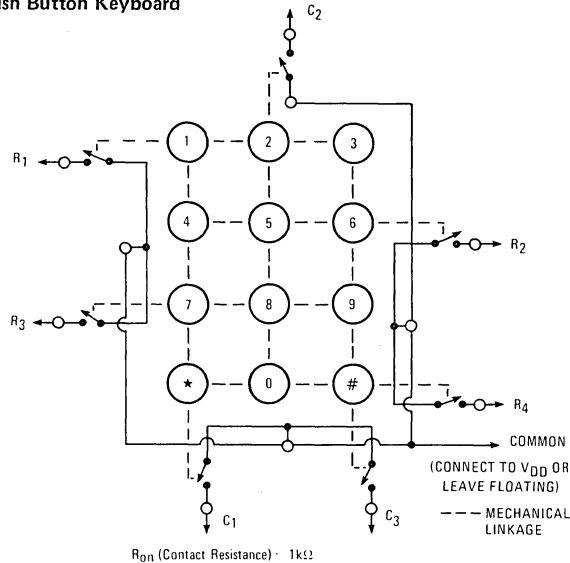 Button Keyboard
C2
1 2 3
R1
4 5 6
R2
7 8 9
R3
★ 0 #
R4
COMMON
(CONNECT TO VDD OR
LEAVE FLOATING)
C1
C3
--- MECHANICAL
LINKAGE
Ron (Contact Resistance) · 1kΩ